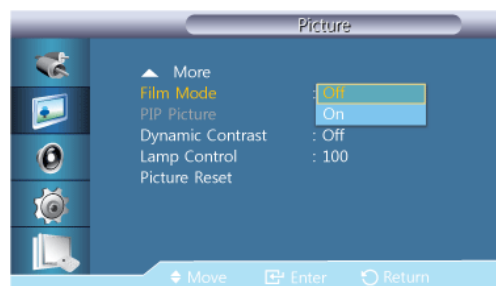 Picture
▲ More
Film Mode : Off
On
PIP Picture
Dynamic Contrast : Off
Lamp Control : 100
Picture Reset
Move Enter Return